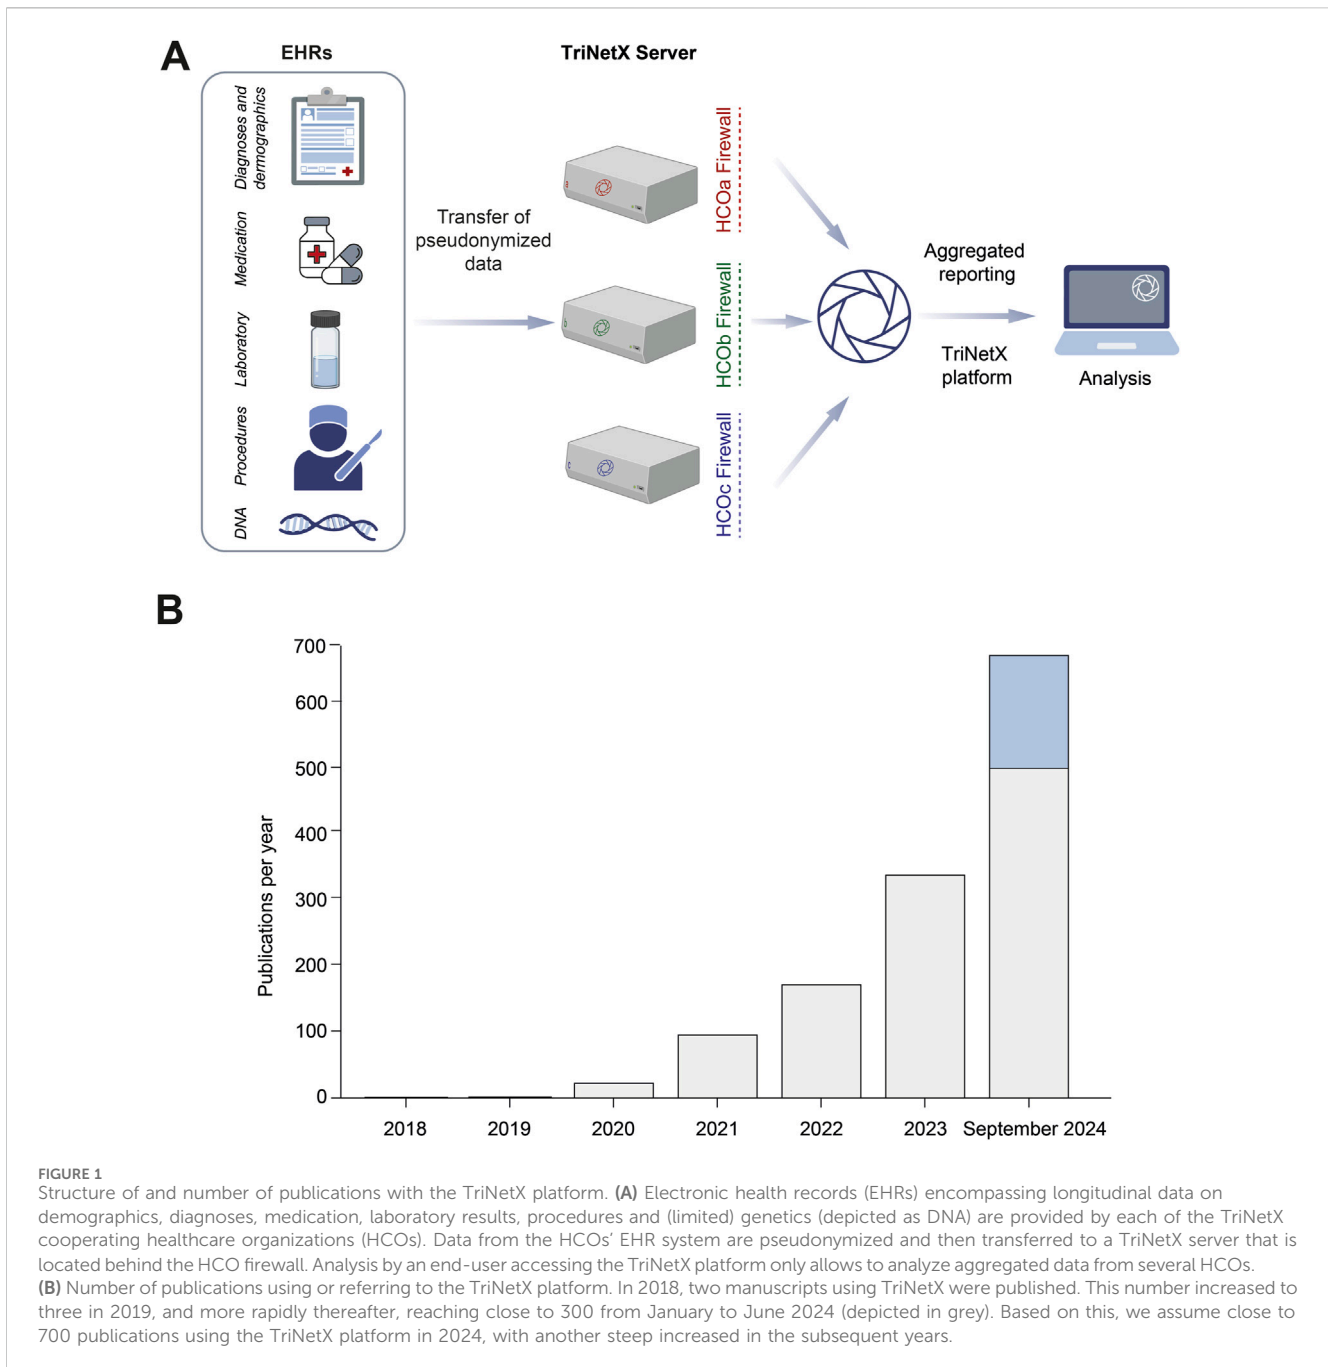 A
EHRs
TriNetX Server
Diagnoses and
dermographics
Medication
Laboratory
Procedures
DNA
Transfer of
pseudonymized
data
HCOa Firewall
HCOb Firewall
HCOc Firewall
Aggregated
reporting
TriNetX
platform
Analysis
B
Publications per year
700
600
500
400
300
200
100
0
2018
2019
2020
2021
2022
2023
September 2024
FIGURE 1
Structure of and number of publications with the TriNetX platform. (A) Electronic health records (EHRs) encompassing longitudinal data on
demographics, diagnoses, medication, laboratory results, procedures and (limited) genetics (depicted as DNA) are provided by each of the TriNetX
cooperating healthcare organizations (HCOs). Data from the HCOs' EHR system are pseudonymized and then transferred to a TriNetX server that is
located behind the HCO firewall. Analysis by an end-user accessing the TriNetX platform only allows to analyze aggregated data from several HCOs.
(B) Number of publications using or referring to the TriNetX platform. In 2018, two manuscripts using TriNetX were published. This number increased to
three in 2019, and more rapidly thereafter, reaching close to 300 from January to June 2024 (depicted in grey). Based on this, we assume close to
700 publications using the TriNetX platform in 2024, with another steep increased in the subsequent years.